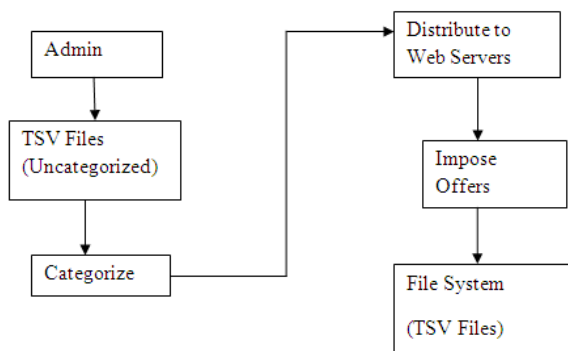 Admin
TSV Files
(Uncategorized)
Categorize
Distribute to
Web Servers
Impose
Offers
File System
(TSV Files)